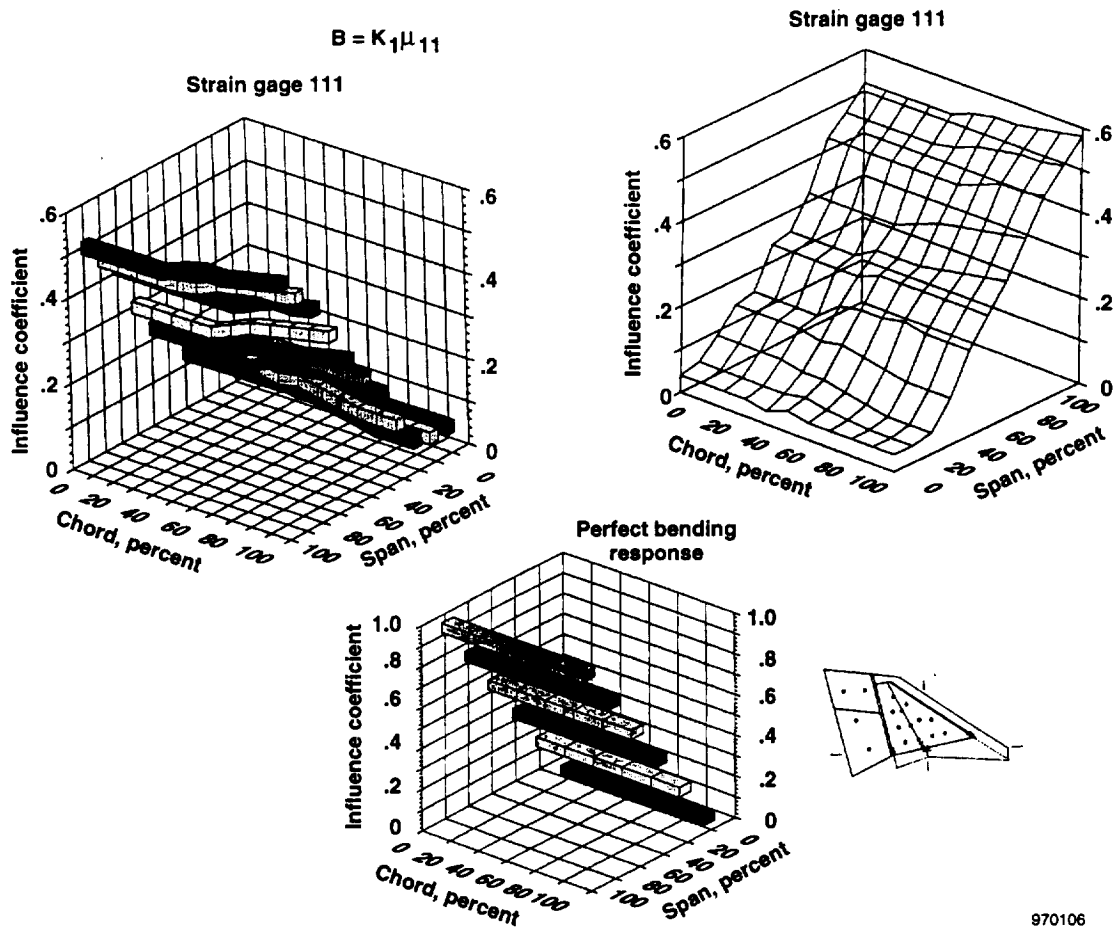 B = K1μ11
Strain gage 111
Influence coefficient
.6
.4
.2
0
.6
.4
.2
0
0 20 40 60 80 100
Chord, percent
100 80 60 40 20 0
Span, percent
Strain gage 111
Influence coefficient
.6
.4
.2
0
.6
.4
.2
0
0 20 40 60 80 100
Chord, percent
0 20 40 60 80 100
Span, percent
Perfect bending
response
Influence coefficient
1.0
.8
.6
.4
.2
0
1.0
.8
.6
.4
.2
0
0 20 40 60 80 100
Chord, percent
100 80 60 40 20 0
Span, percent
970106